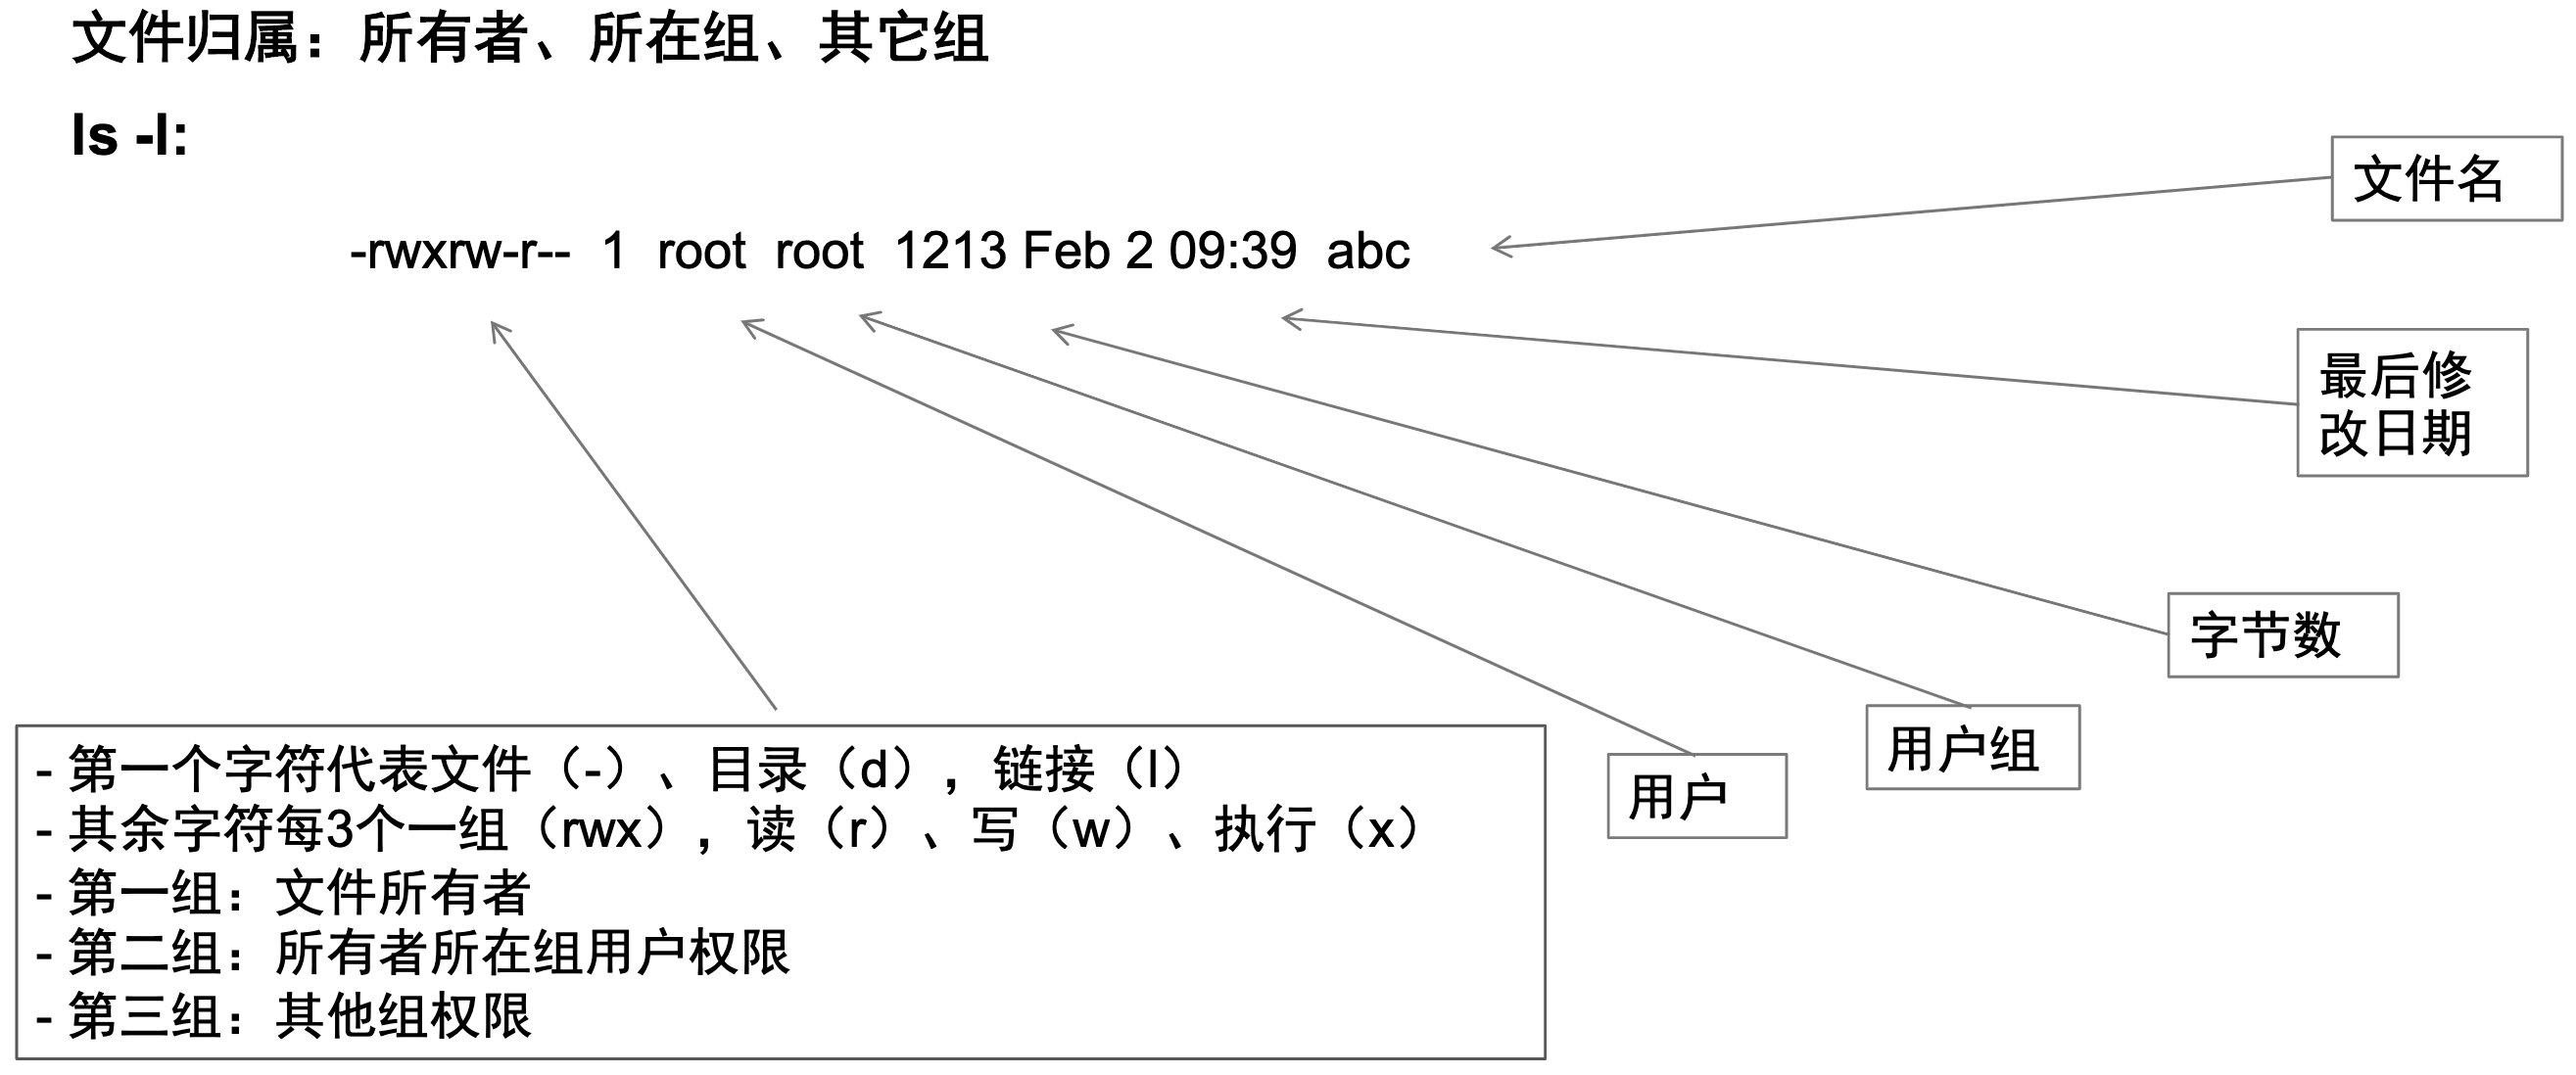 文件归属：所有者、所在组、其它组
ls -l:
文件名
-rwxrw-r-- 1 root root 1213 Feb 2 09:39 abc
最后修
改日期
字节数
用户组
用户
- 第一个字符代表文件（-）、目录（d），链接（l）
- 其余字符每3个一组（rwx），读（r）、写（w）、执行（x）
- 第一组：文件所有者
- 第二组：所有者所在组用户权限
- 第三组：其他组权限